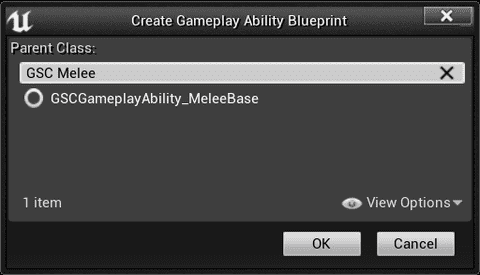 Create Gameplay Ability Blueprint
Parent Class:
GSC Melee
GSCGameplayAbility_MeleeBase
1 item
View Options
OK
Cancel